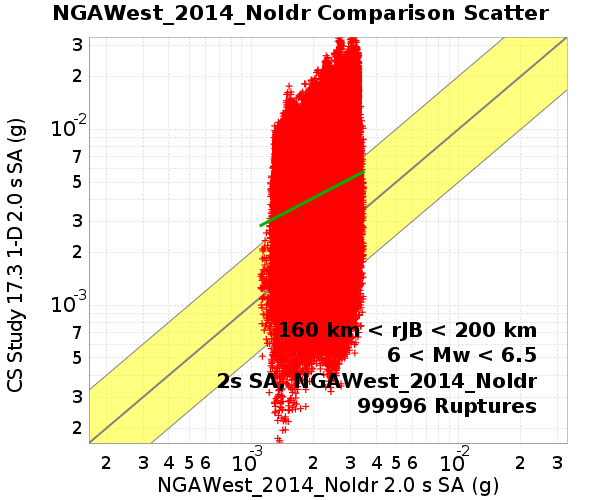 NGAWest_2014_NoIdr Comparison Scatter
CS Study 17.3 1-D 2.0 s SA (g)
3
2
10-2
7
5
3
2
10-3
7
5
3
2
160 km < rJB < 200 km
6 < Mw < 6.5
2s SA, NGAWest_2014_NoIdr
99996 Ruptures
2 3 4 5 6 10-3 2 3 4 5 6 10-2 2 3
NGAWest_2014_NoIdr 2.0 s SA (g)